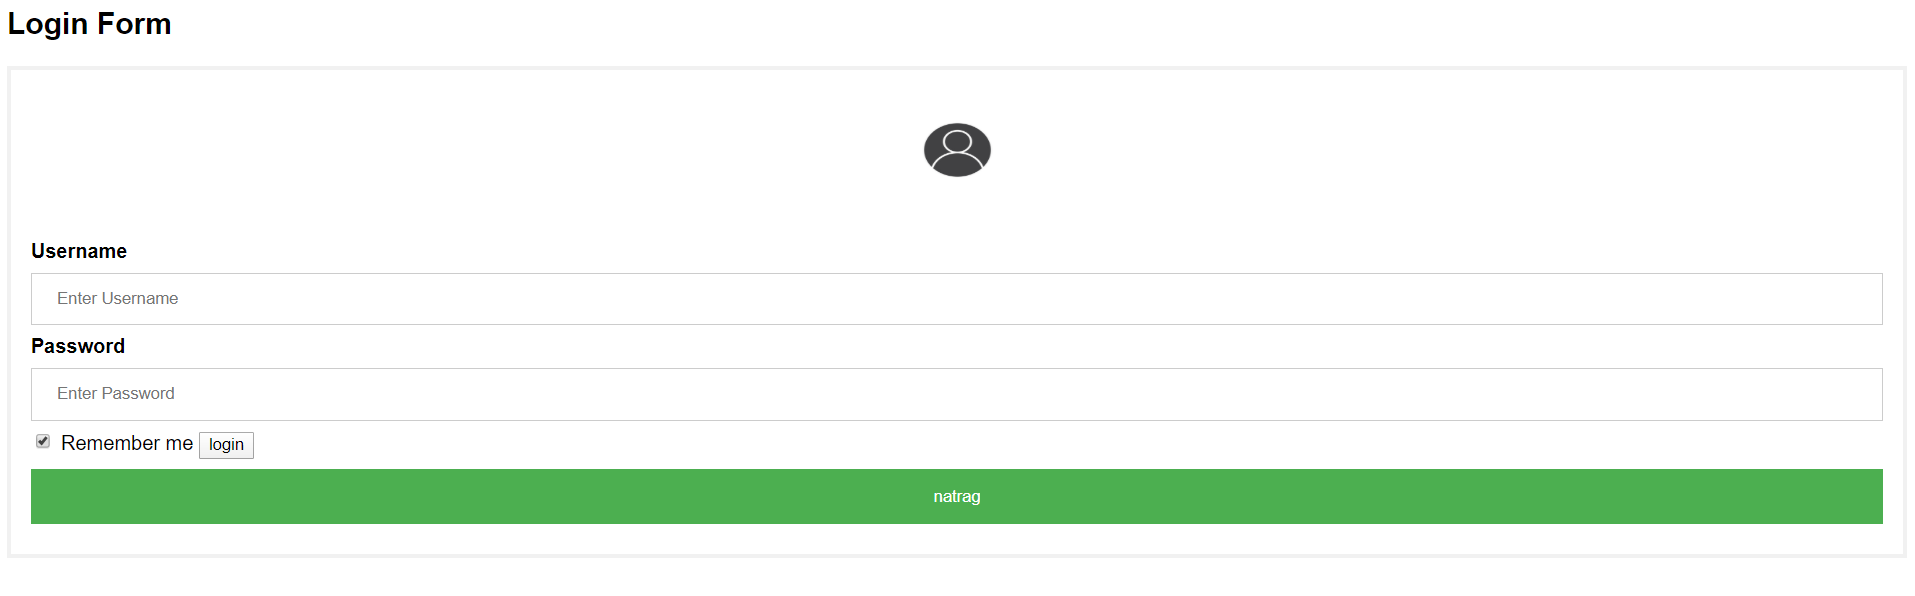 Login Form
Username
Enter Username
Password
Enter Password
Remember me login
natrag